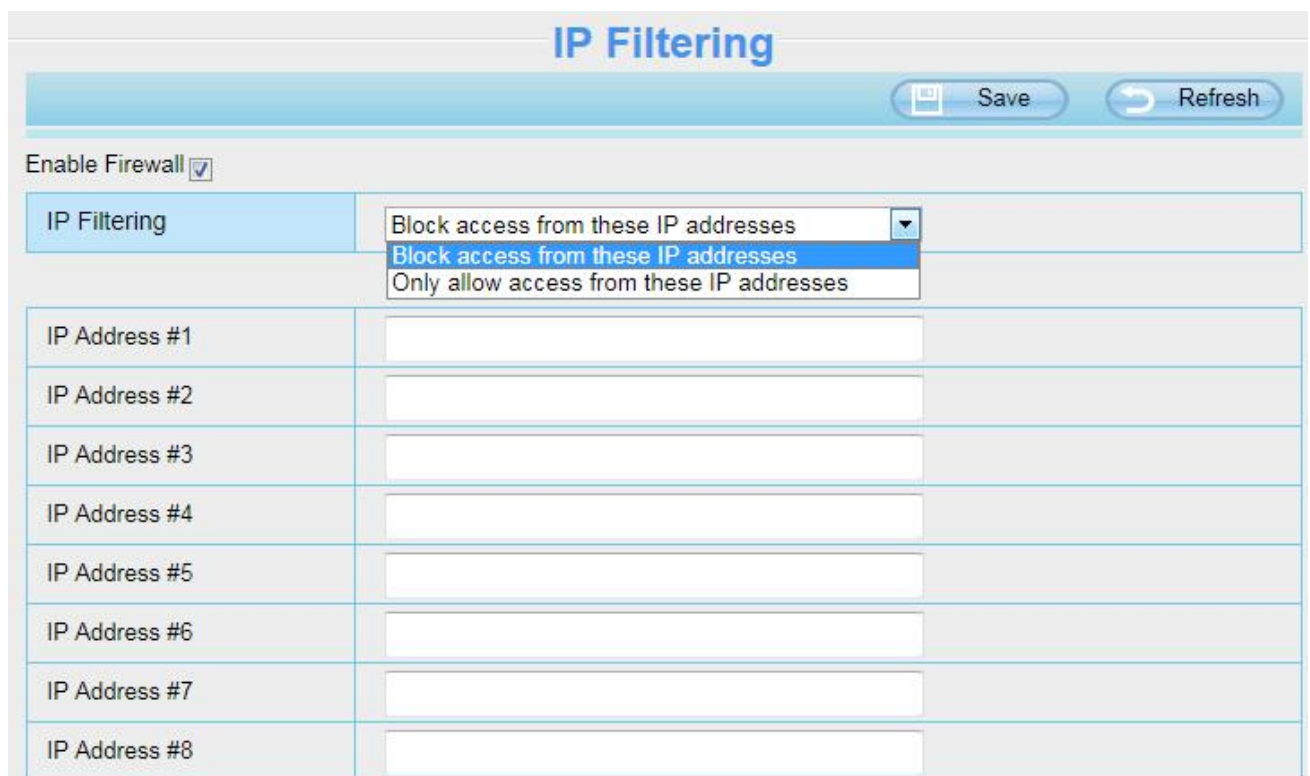 IP Filtering
Save Refresh
Enable Firewall
IP Filtering Block access from these IP addresses
Block access from these IP addresses
Only allow access from these IP addresses
IP Address #1
IP Address #2
IP Address #3
IP Address #4
IP Address #5
IP Address #6
IP Address #7
IP Address #8